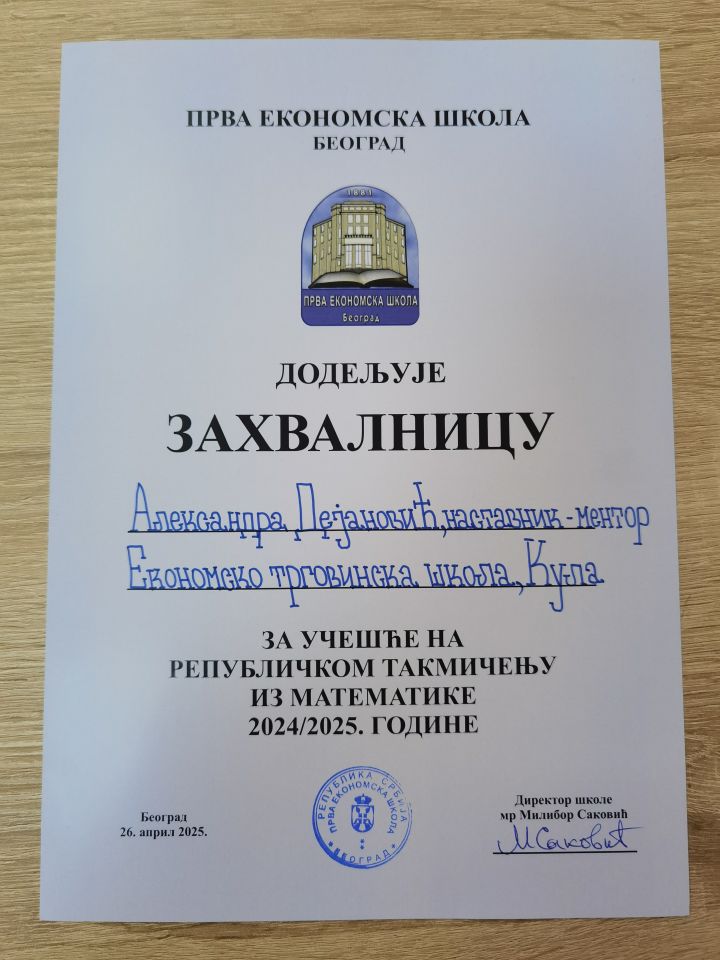 ПРВА ЕКОНОМСКА ШКОЛА
БЕОГРАД
1881
ПРВА ЕКОНОМСКА ШКОЛА
Београд
ДОДЕЉУЈЕ
ЗАХВАЛНИЦУ
Александра Дејановић, наставник-ментор
Економско трговинска школа, Кула
ЗА УЧЕШЋЕ НА
РЕПУБЛИЧКОМ ТАКМИЧЕЊУ
ИЗ МАТЕМАТИКЕ
2024/2025. ГОДИНЕ
РЕПУБЛИКА СРБИЈА
ПРВА ЕКОНОМСКА ШКОЛА
БЕОГРАД
Београд
26. април 2025.
Директор школе
мр Милибор Саковић
МСаковић